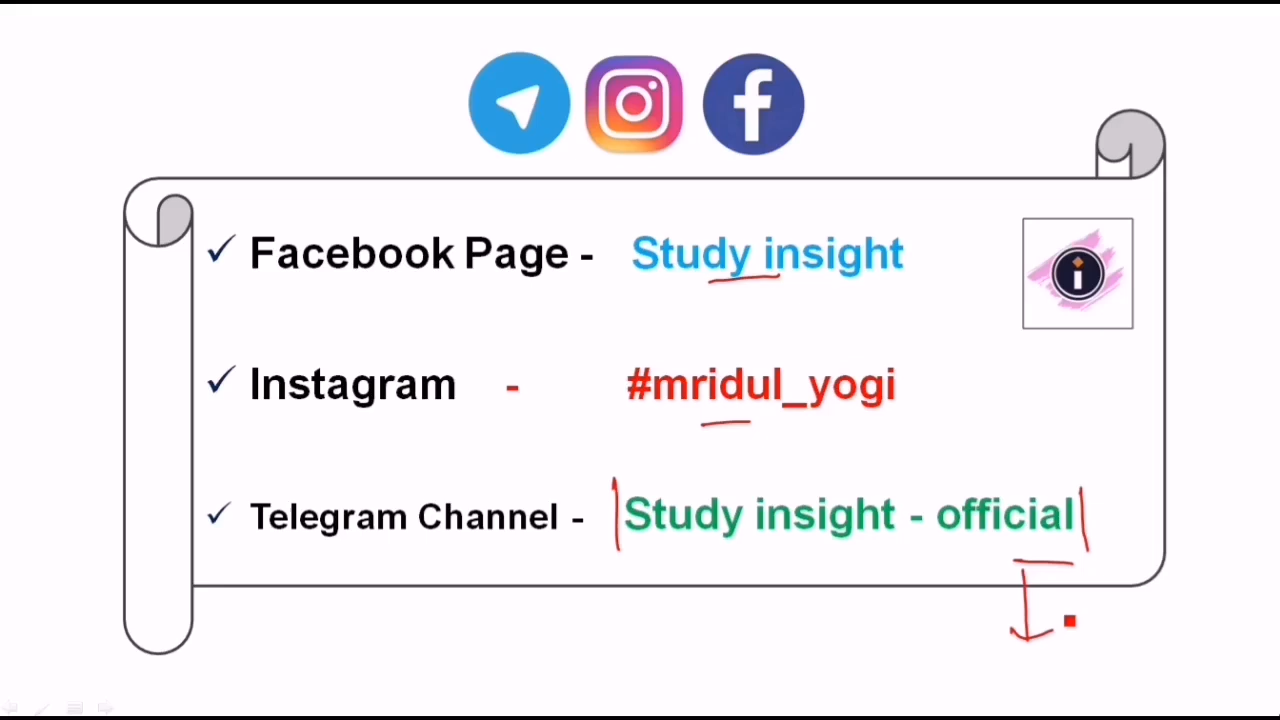 Facebook Page - Study insight
Instagram - #mridul_yogi
Telegram Channel - Study insight - official